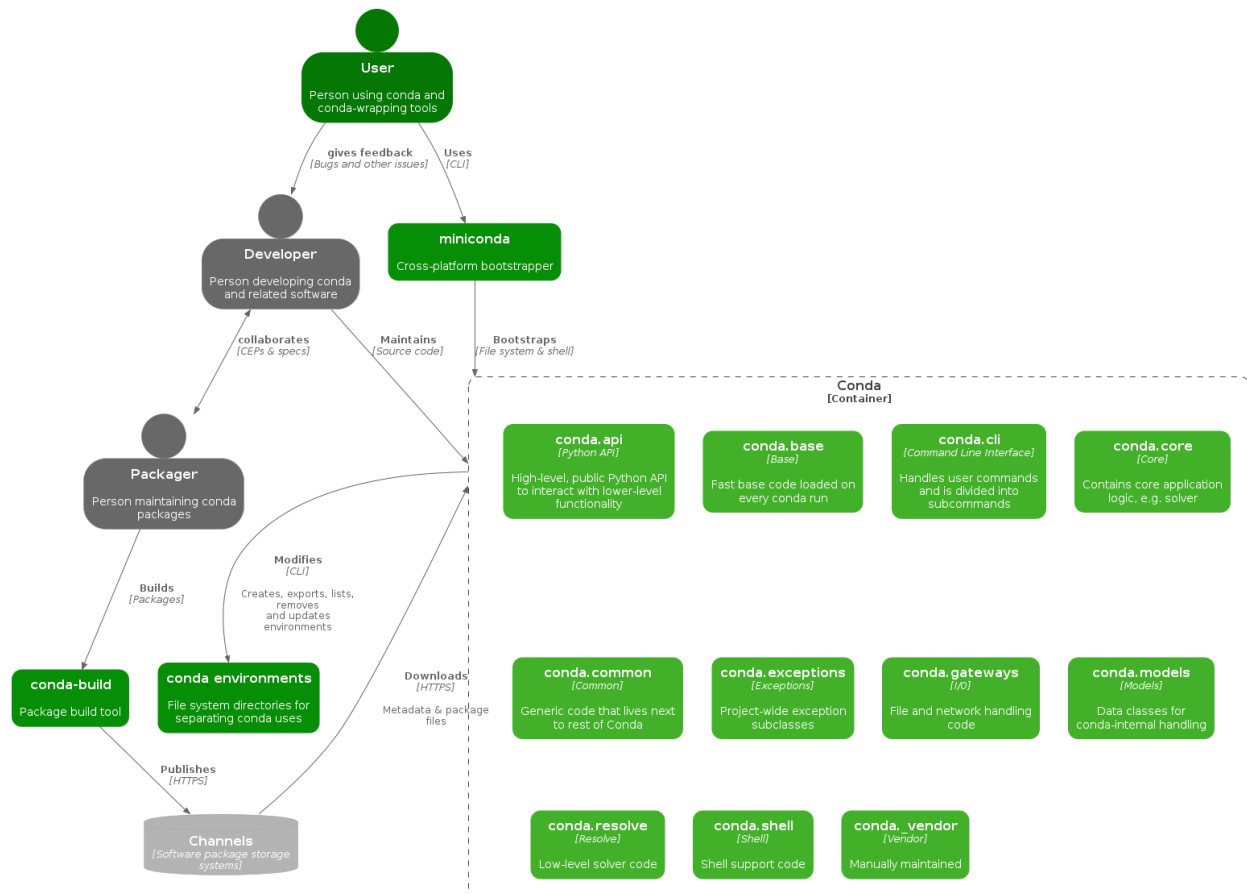 User
Person using conda and
conda-wrapping tools
gives feedback
[Bugs and other issues]
Uses
[CLI]
Developer
Person developing conda
and related software
miniconda
Cross-platform bootstrapper
collaborates
[CEPs & specs]
Maintains
[Source code]
Bootstraps
[File system & shell]
Conda
[Container]
conda.api
[Python API]
High-level, public Python API
to interact with lower-level
functionality
conda.base
[Base]
Fast base code loaded on
every conda run
conda.cli
[Command Line Interface]
Handles user commands
and is divided into
subcommands
conda.core
[Core]
Contains core application
logic, e.g. solver
Packager
Person maintaining conda
packages
Modifies
[CLI]
Creates, exports, lists,
removes
and updates
environments
Builds
[Packages]
conda-build
Package build tool
conda environments
File system directories for
separating conda uses
Downloads
[HTTPS]
Metadata & package
files
conda.common
[Common]
Generic code that lives next
to rest of Conda
conda.exceptions
[Exceptions]
Project-wide exception
subclasses
conda.gateways
[I/O]
File and network handling
code
conda.models
[Models]
Data classes for
conda-internal handling
Publishes
[HTTPS]
Channels
[Software package storage
systems]
conda.resolve
[Resolve]
Low-level solver code
conda.shell
[Shell]
Shell support code
conda._vendor
[Vendor]
Manually maintained